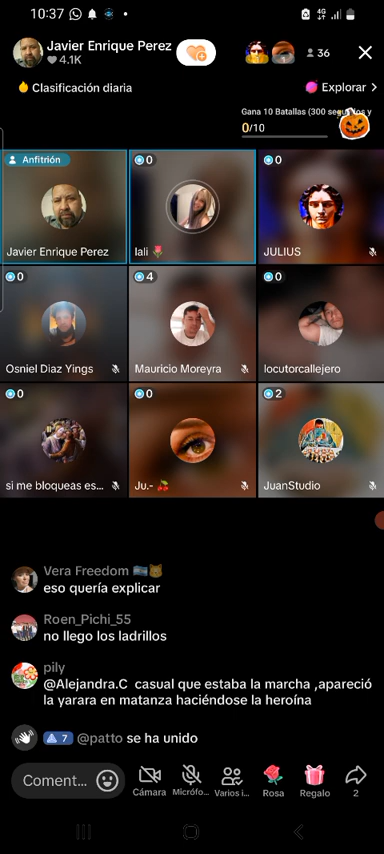 10:37
4G
Javier Enrique Perez
4.1K
36
Clasificación diaria
Explorar
Gana 10 Batallas (300 segundos y
0/10
Anfitrión
0
0
Javier Enrique Perez
lali
JULIUS
0
4
0
Osniel Diaz Yings
Mauricio Moreyra
locutorcallejero
0
0
2
si me bloqueas es...
Ju.-
JuanStudio
Vera Freedom
eso quería explicar
Roen_Pichi_55
no llego los ladrillos
pily
@Alejandra.C casual que estaba la marcha ,apareció
la yarara en matanza haciéndose la heroína
7 @patto se ha unido
Coment...
Cámara
Micrófo...
Varios i...
Rosa
Regalo
2